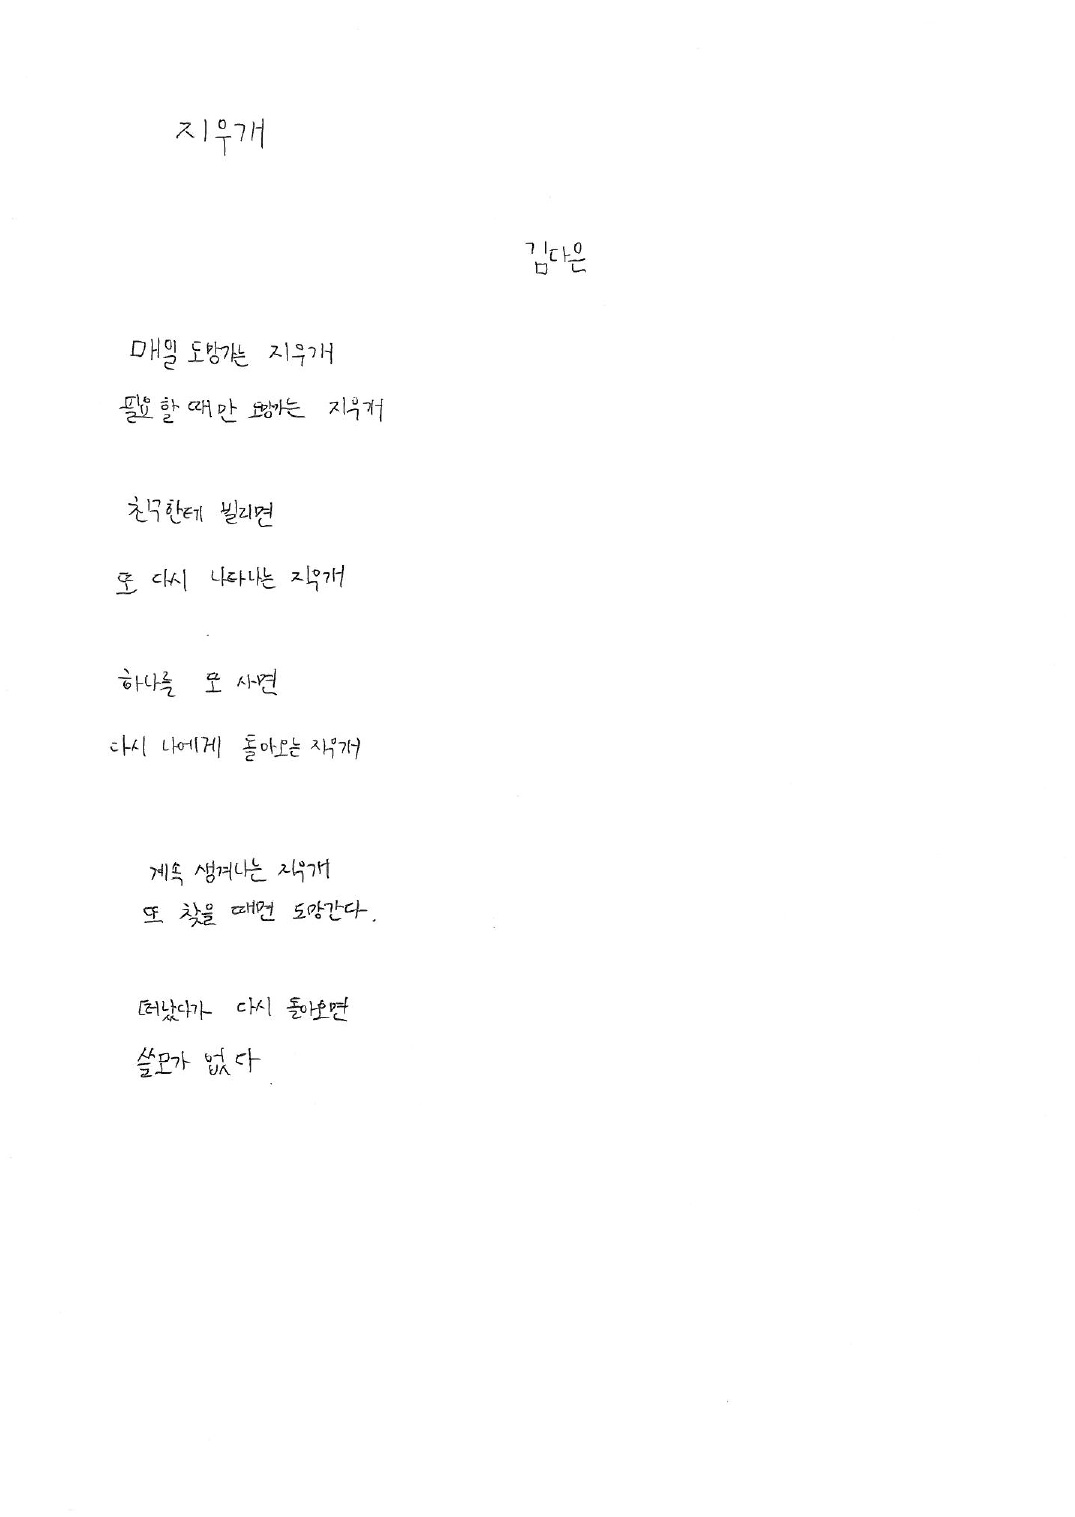 지우개
김다은
매일 도망가는 지우개
필요할 때만 도망가는 지우개
친구한테 빌리면
또 다시 나타나는 지우개
하나를 또 사면
다시 나에게 돌아오는 지우개
계속 생겨나는 지우개
또 찾을 때면 도망간다.
떠났다가 다시 돌아오면
쓸모가 없다